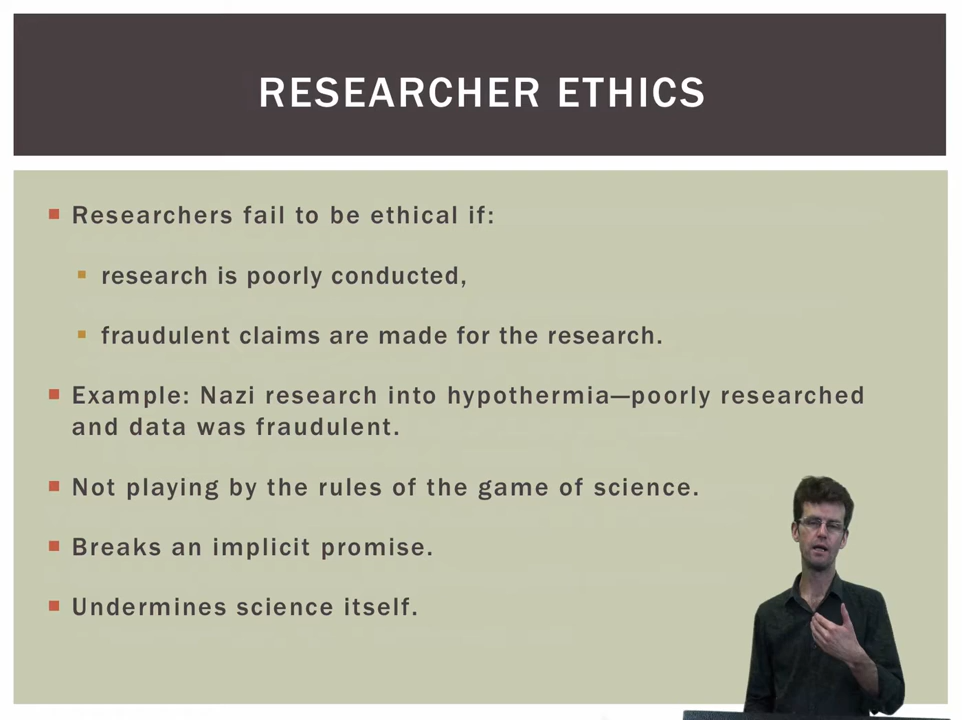 RESEARCHER ETHICS
Researchers fail to be ethical if:
research is poorly conducted,
fraudulent claims are made for the research.
Example: Nazi research into hypothermia—poorly researched
and data was fraudulent.
Not playing by the rules of the game of science.
Breaks an implicit promise.
Undermines science itself.